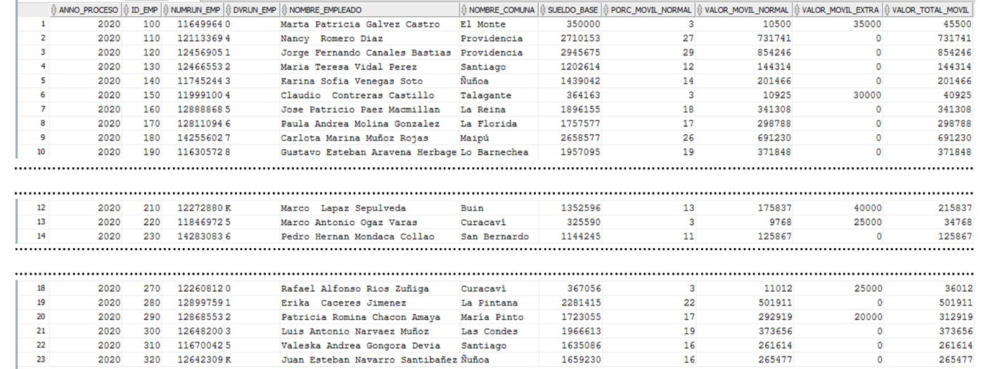 ANNO_PROCESO ID_EMP NUMRUN_EMP DVRUN_EMP NOMBRE_EMPLEADO NOMBRE_COMUNA SUELDO_BASE PORC_MOVIL_NORMAL VALOR_MOVIL_NORMAL VALOR_MOVIL_EXTRA VALOR_TOTAL_MOVIL
1 2020 100 11649964 0 Marta Patricia Galvez Castro El Monte 350000 3 10500 35000 45500
2 2020 110 12113369 4 Nancy  Romero Diaz Providencia 2710153 27 731741 0 731741
3 2020 120 12456905 1 Jorge Fernando Canales Bastias Providencia 2945675 29 854246 0 854246
4 2020 130 12466553 2 Maria Teresa Vidal Perez Santiago 1202614 12 144314 0 144314
5 2020 140 11745244 3 Karina Sofia Venegas Soto Ñuñoa 1439042 14 201466 0 201466
6 2020 150 11999100 4 Claudio  Contreras Castillo Talagante 364163 3 10925 30000 40925
7 2020 160 12888868 5 Jose Patricio Paez Macmillan La Reina 1896155 18 341308 0 341308
8 2020 170 12811094 6 Paula Andrea Molina Gonzalez La Florida 1757577 17 298788 0 298788
9 2020 180 14255602 7 Carlota Marina Muñoz Rojas Maipú 2658577 26 691230 0 691230
10 2020 190 11630572 8 Gustavo Esteban Aravena Herbage Lo Barnechea 1957095 19 371848 0 371848
12 2020 210 12272880 K Marco  Lapaz Sepulveda Buin 1352596 13 175837 40000 215837
13 2020 220 11846972 5 Marco Antonio Ogaz Varas Curacaví 325590 3 9768 25000 34768
14 2020 230 14283083 6 Pedro Hernan Mondaca Collao San Bernardo 1144245 11 125867 0 125867
18 2020 270 12260812 0 Rafael Alfonso Rios Zuñiga Curacaví 367056 3 11012 25000 36012
19 2020 280 12899759 1 Erika  Caceres Jimenez La Pintana 2281415 22 501911 0 501911
20 2020 290 12868553 2 Patricia Romina Chacon Amaya María Pinto 1723055 17 292919 20000 312919
21 2020 300 12648200 3 Luis Antonio Narvaez Muñoz Las Condes 1966613 19 373656 0 373656
22 2020 310 11670042 5 Valeska Andrea Gongora Devia Santiago 1635086 16 261614 0 261614
23 2020 320 12642309 K Juan Esteban Navarro Santibañez Ñuñoa 1659230 16 265477 0 265477